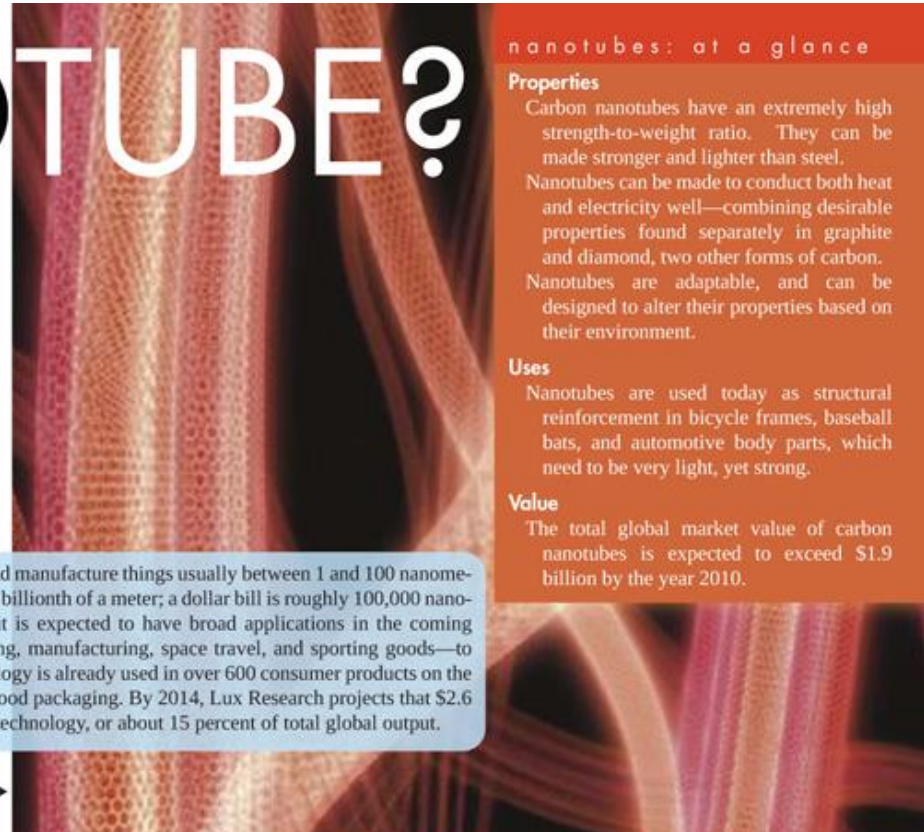 TUBE?
nanotubes: at a glance
Properties
Carbon nanotubes have an extremely high
strength-to-weight ratio. They can be
made stronger and lighter than steel.
Nanotubes can be made to conduct both heat
and electricity well—combining desirable
properties found separately in graphite
and diamond, two other forms of carbon.
Nanotubes are adaptable, and can be
designed to alter their properties based on
their environment.
Uses
Nanotubes are used today as structural
reinforcement in bicycle frames, baseball
bats, and automotive body parts, which
need to be very light, yet strong.
Value
The total global market value of carbon
nanotubes is expected to exceed $1.9
billion by the year 2010.
d manufacture things usually between 1 and 100 nanome-
billionth of a meter; a dollar bill is roughly 100,000 nano-
t is expected to have broad applications in the coming
ng, manufacturing, space travel, and sporting goods—to
ogy is already used in over 600 consumer products on the
ood packaging. By 2014, Lux Research projects that $2.6
echnology, or about 15 percent of total global output.